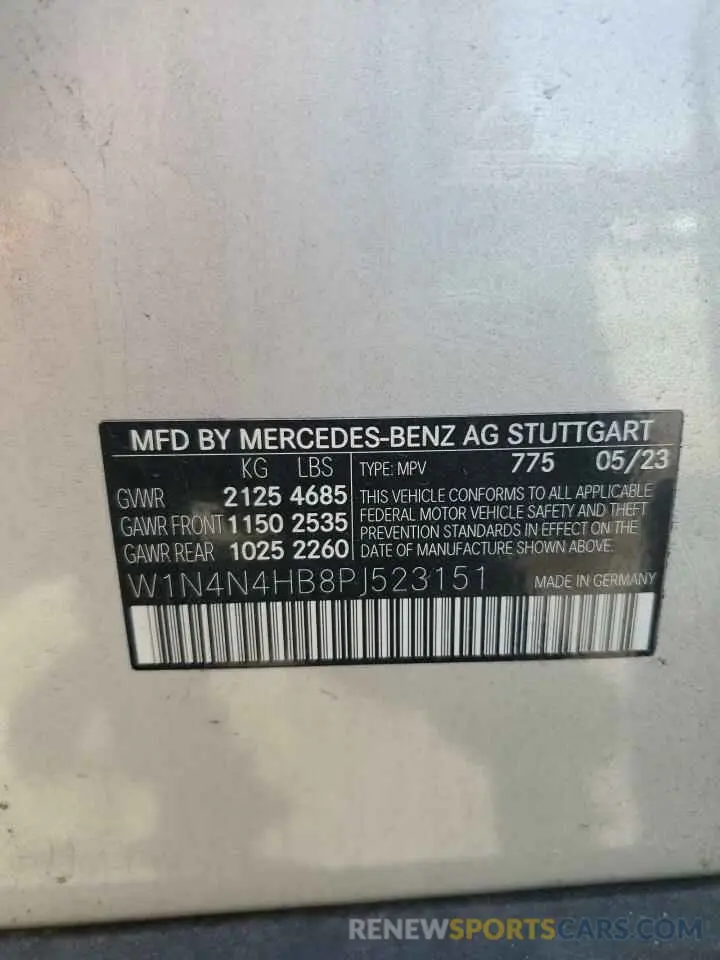 MFD BY MERCEDES-BENZ AG STUTTGART
KG LBS
GVWR 2125 4685
GAWR FRONT 1150 2535
GAWR REAR 1025 2260
TYPE: MPV 775 05/23
THIS VEHICLE CONFORMS TO ALL APPLICABLE
FEDERAL MOTOR VEHICLE SAFETY AND THEFT
PREVENTION STANDARDS IN EFFECT ON THE
DATE OF MANUFACTURE SHOWN ABOVE.
W1N4N4HB8PJ523151 MADE IN GERMANY
RENEWSPORTSCARS.COM